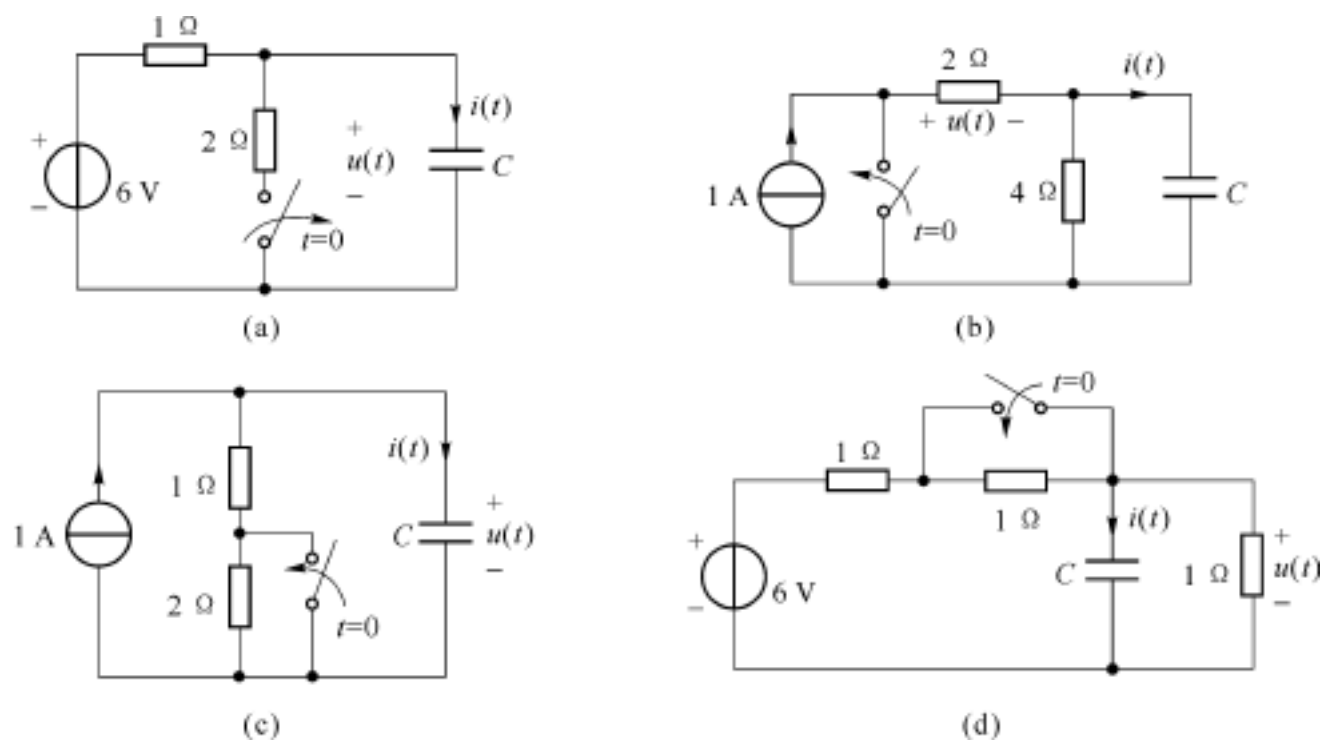 1 Ω
2 Ω
+
u(t)
−
i(t)
C
+
6 V
−
t=0
(a)
2 Ω
+ u(t) −
i(t)
1 A
4 Ω
C
t=0
(b)
1 Ω
i(t)
1 A
C
+
u(t)
−
2 Ω
t=0
(c)
t=0
1 Ω
1 Ω
i(t)
+
6 V
−
C
1 Ω
+
u(t)
−
(d)